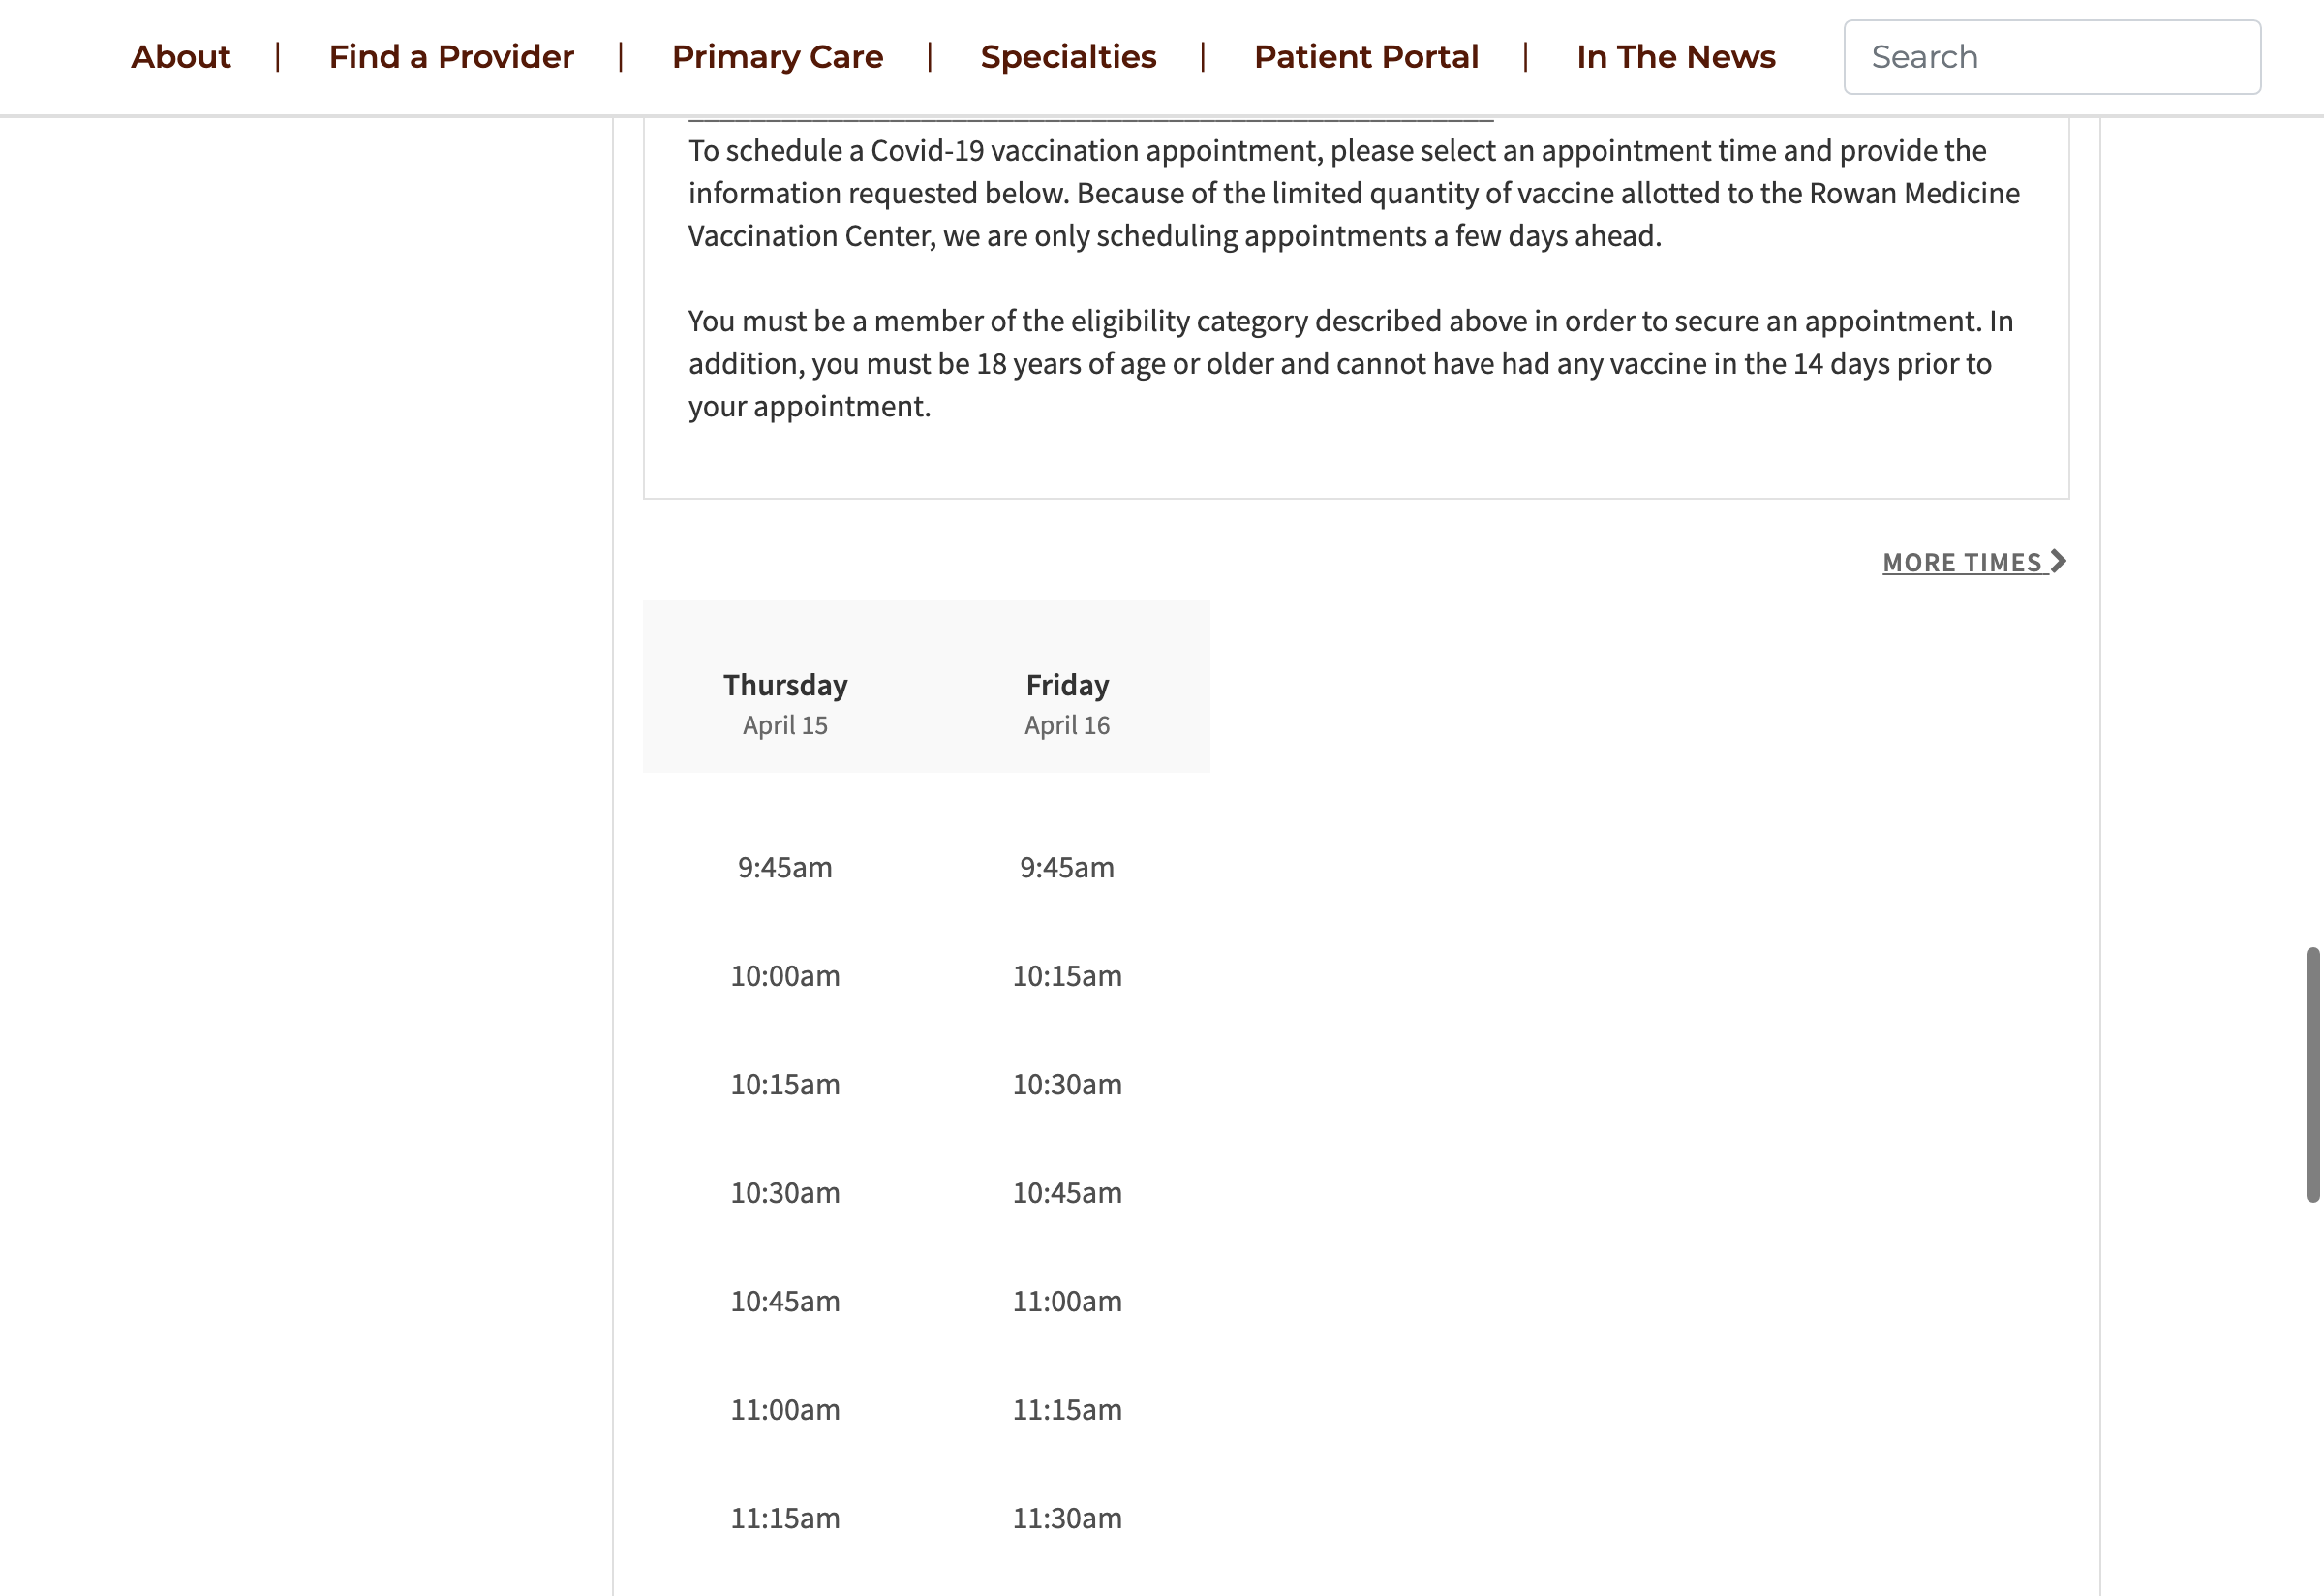 About | Find a Provider | Primary Care | Specialties | Patient Portal | In The News Search
To schedule a Covid-19 vaccination appointment, please select an appointment time and provide the
information requested below. Because of the limited quantity of vaccine allotted to the Rowan Medicine
Vaccination Center, we are only scheduling appointments a few days ahead.
You must be a member of the eligibility category described above in order to secure an appointment. In
addition, you must be 18 years of age or older and cannot have had any vaccine in the 14 days prior to
your appointment.
MORE TIMES
Thursday Friday
April 15 April 16
9:45am 9:45am
10:00am 10:15am
10:15am 10:30am
10:30am 10:45am
10:45am 11:00am
11:00am 11:15am
11:15am 11:30am